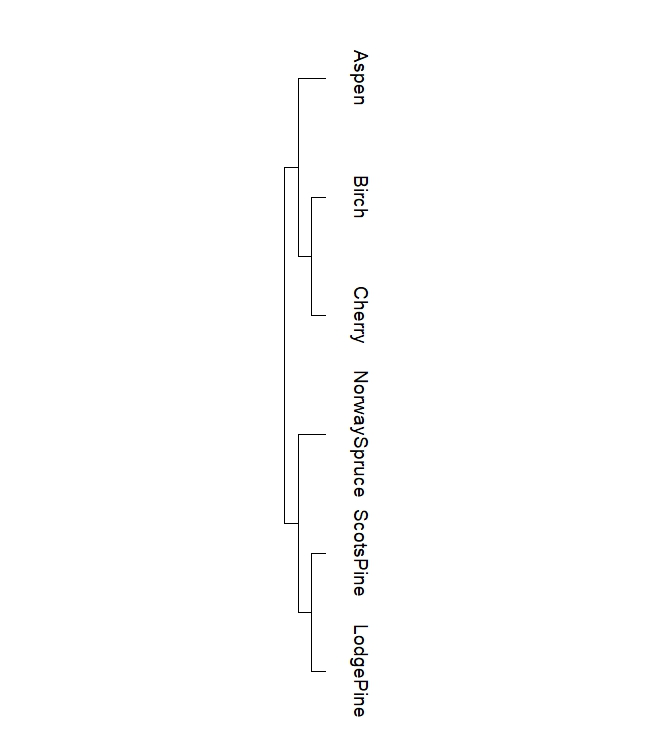 Aspen
Birch
Cherry
NorwaySpruce
ScotsPine
LodgePine